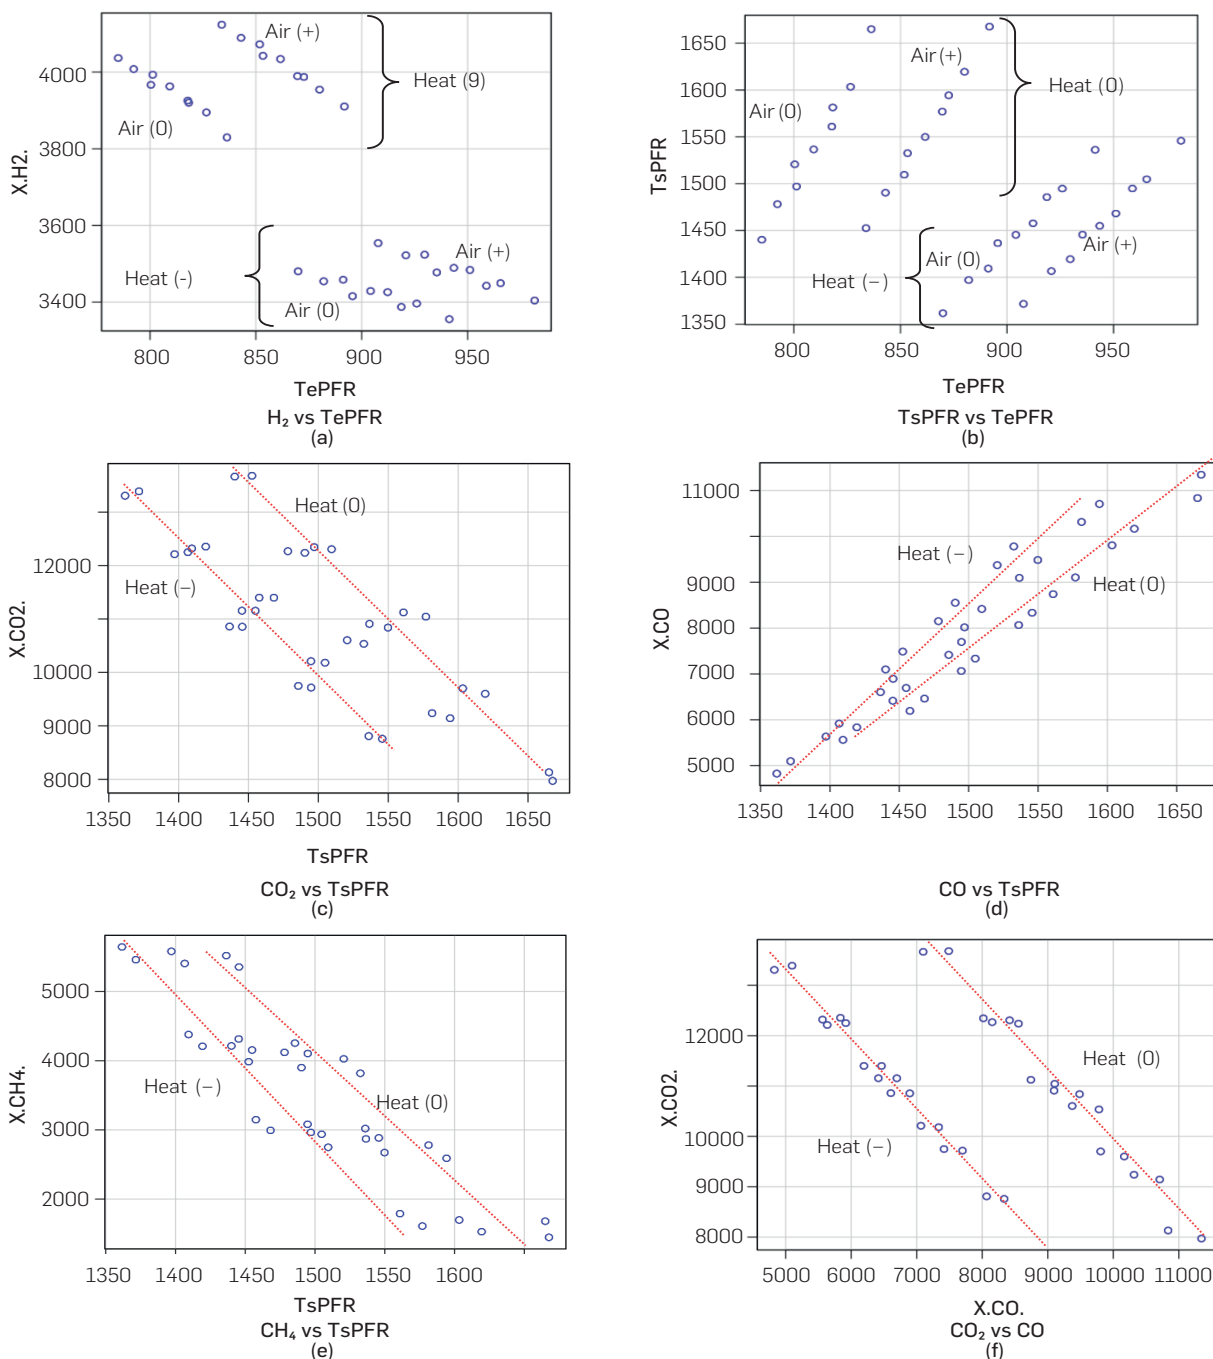 Air (+)
4000
Heat (9)
Air (0)
3800
X.H2.
3600
Air (+)
Heat (-)
3400
Air (0)
800 850 900 950
TePFR
H₂ vs TePFR
(a)
1650
Air (+)
1600
Heat (0)
Air (0)
1550
TsPFR
1500
1450
Air (+)
Air (0)
1400
Heat (−)
1350
800 850 900 950
TePFR
TsPFR vs TePFR
(b)
Heat (0)
12000
Heat (−)
X.CO2.
10000
9000
8000
1350 1400 1450 1500 1550 1600 1650
TsPFR
CO₂ vs TsPFR
(c)
11000
Heat (−)
9000
Heat (0)
8000
X.CO
7000
6000
5000
1350 1400 1450 1500 1550 1600 1650
CO vs TsPFR
(d)
5000
4000
Heat (−)
Heat (0)
X.CH4.
3000
2000
1350 1400 1450 1500 1550 1600
TsPFR
CH₄ vs TsPFR
(e)
12000
Heat (0)
X.CO2.
10000
Heat (−)
9000
8000
5000 6000 7000 8000 9000 10000 11000
X.CO.
CO₂ vs CO
(f)